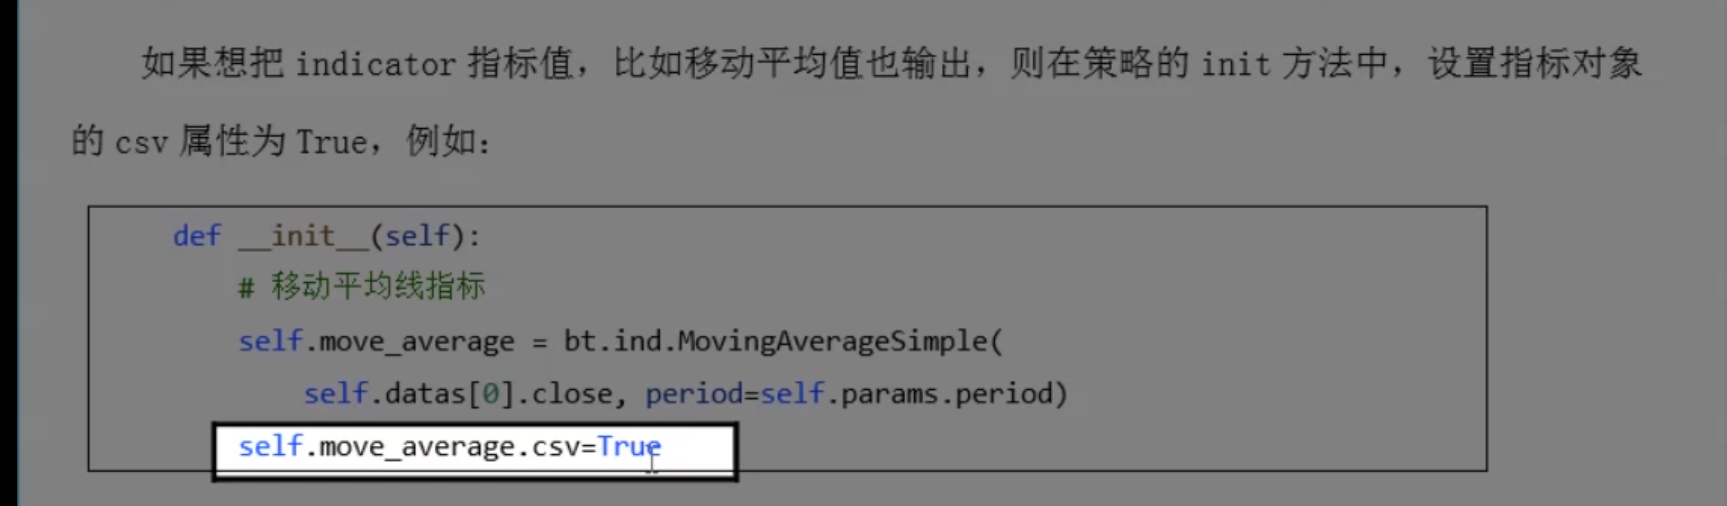 如果想把 indicator 指标值，比如移动平均值也输出，则在策略的 init 方法中，设置指标对象
的 csv 属性为 True，例如：
def __init__(self):
# 移动平均线指标
self.move_average = bt.ind.MovingAverageSimple(
self.datas[0].close, period=self.params.period)
self.move_average.csv=True